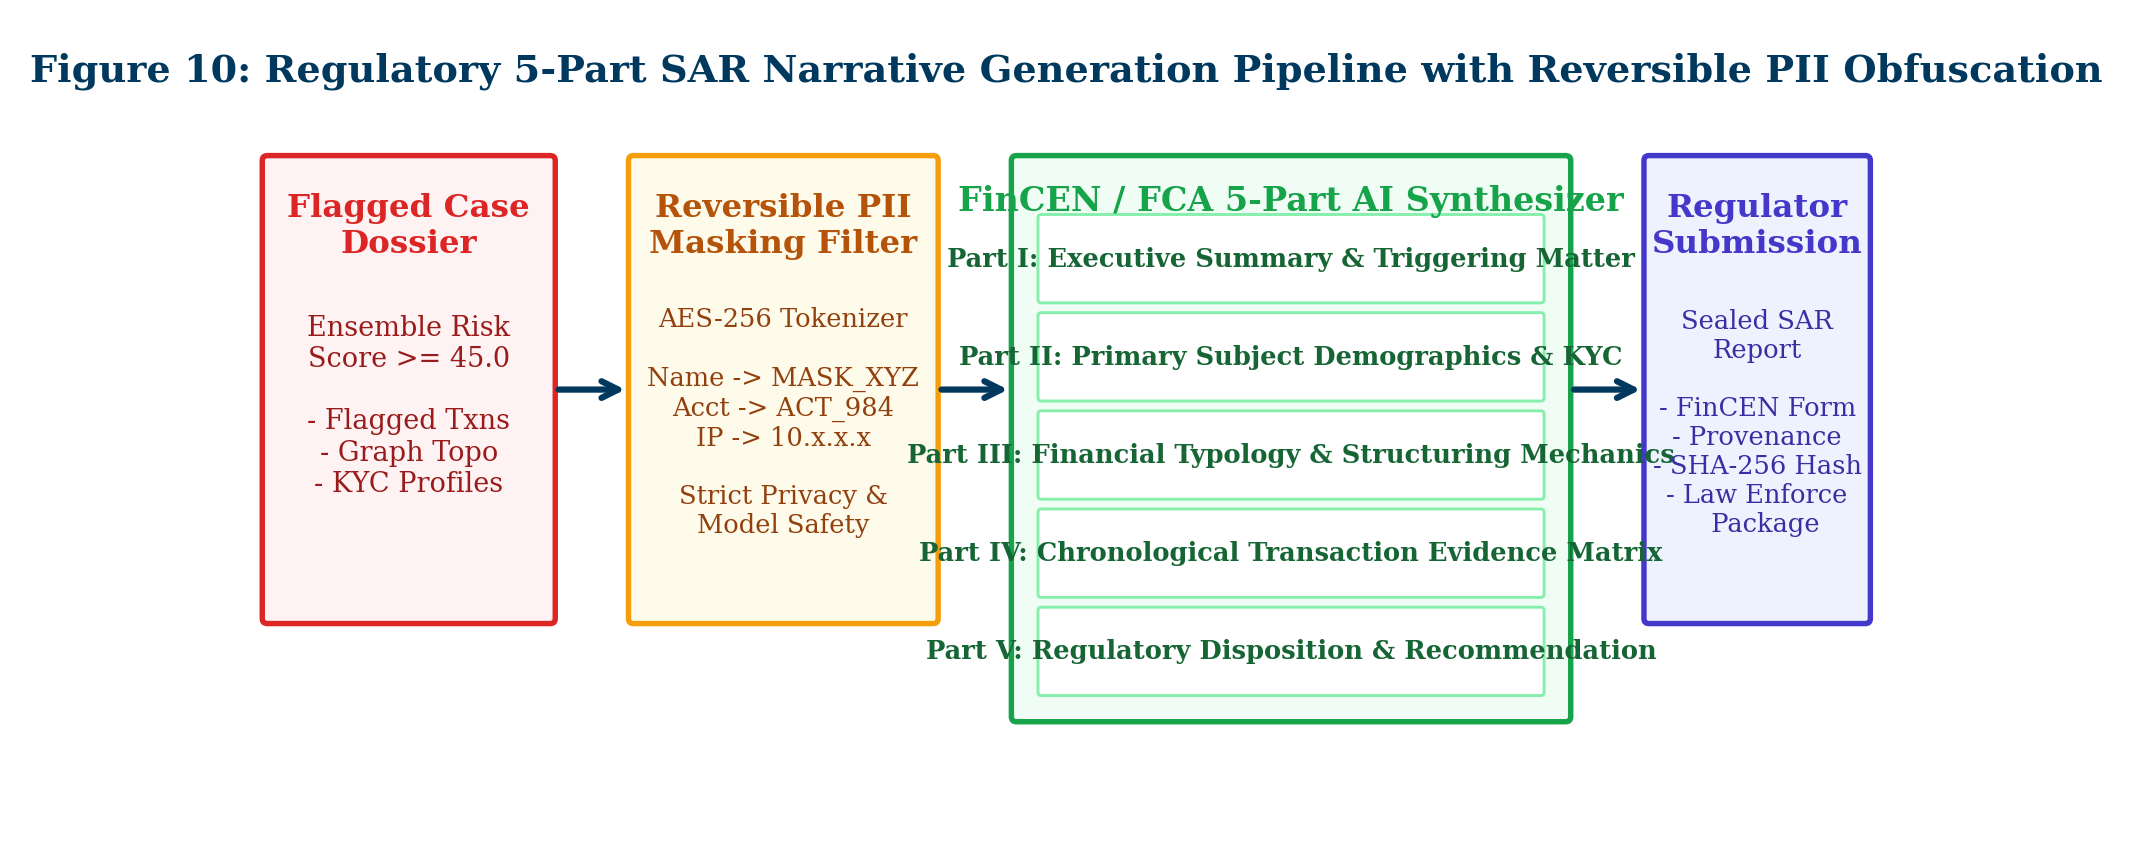 Figure 10: Regulatory 5-Part SAR Narrative Generation Pipeline with Reversible PII Obfuscation
Flagged Case
Dossier
Ensemble Risk
Score >= 45.0
- Flagged Txns
- Graph Topo
- KYC Profiles
Reversible PII
Masking Filter
AES-256 Tokenizer
Name -> MASK_XYZ
Acct -> ACT_984
IP -> 10.x.x.x
Strict Privacy &
Model Safety
FinCEN / FCA 5-Part AI Synthesizer
Part I: Executive Summary & Triggering Matter
Part II: Primary Subject Demographics & KYC
Part III: Financial Typology & Structuring Mechanics
Part IV: Chronological Transaction Evidence Matrix
Part V: Regulatory Disposition & Recommendation
Regulator
Submission
Sealed SAR
Report
- FinCEN Form
- Provenance
- SHA-256 Hash
- Law Enforce
Package